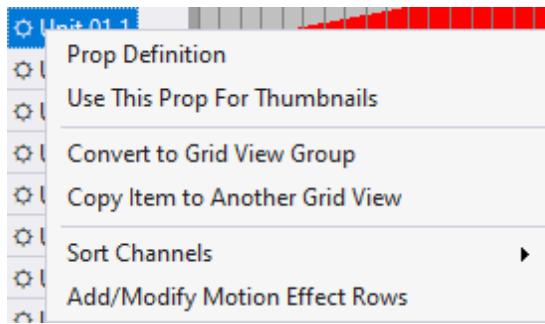 Unit 01.1
Prop Definition
Use This Prop For Thumbnails
Convert to Grid View Group
Copy Item to Another Grid View
Sort Channels
Add/Modify Motion Effect Rows